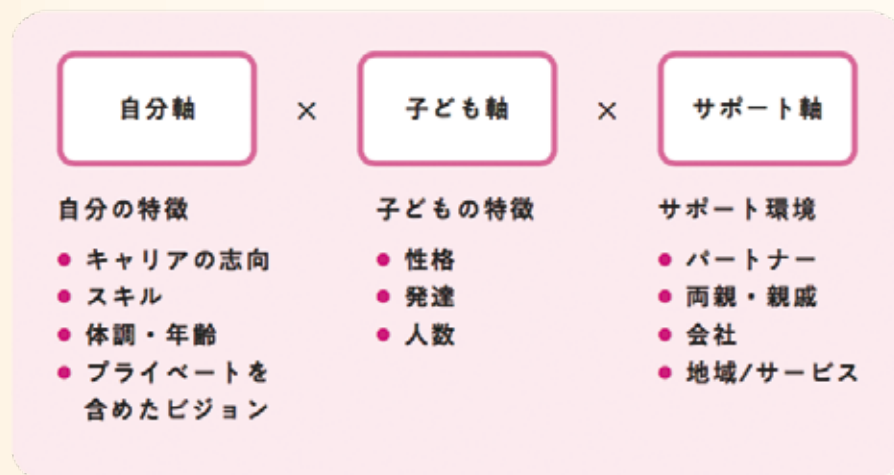 自分軸 × 子ども軸 × サポート軸
自分の特徴
● キャリアの志向
● スキル
● 体調・年齢
● プライベートを
含めたビジョン
子どもの特徴
● 性格
● 発達
● 人数
サポート環境
● パートナー
● 両親・親戚
● 会社
● 地域/サービス